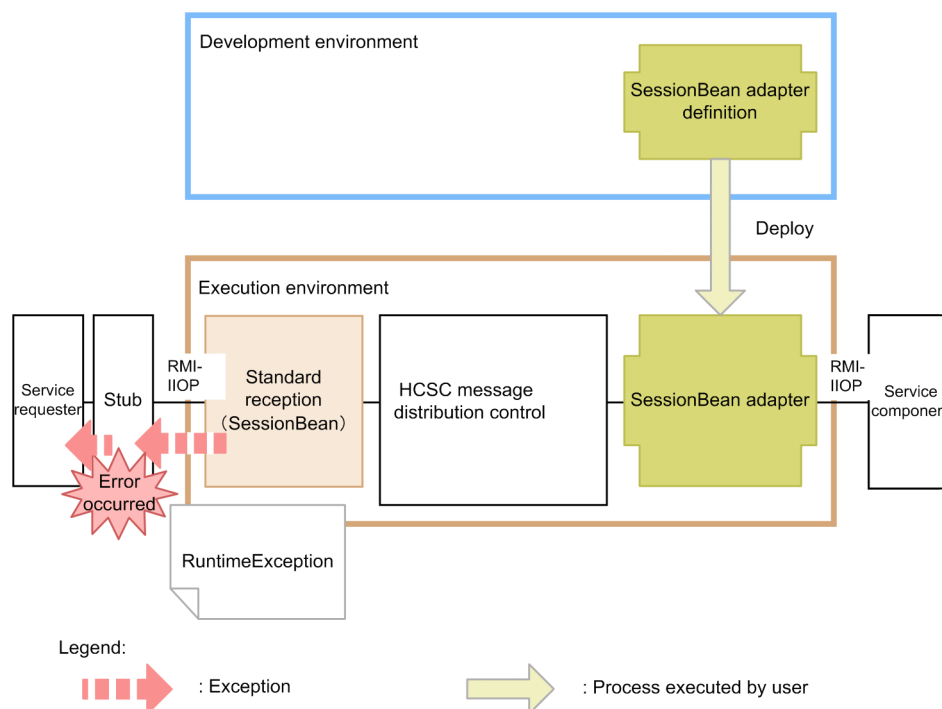 Development environment
SessionBean adapter
definition
Deploy
Execution environment
Service
requester
Stub
RMI-
IIOP
Standard
reception
（SessionBean）
HCSC message
distribution control
SessionBean adapter
RMI-
IIOP
Service
component
Error
occurred
RuntimeException
Legend:
: Exception
: Process executed by user